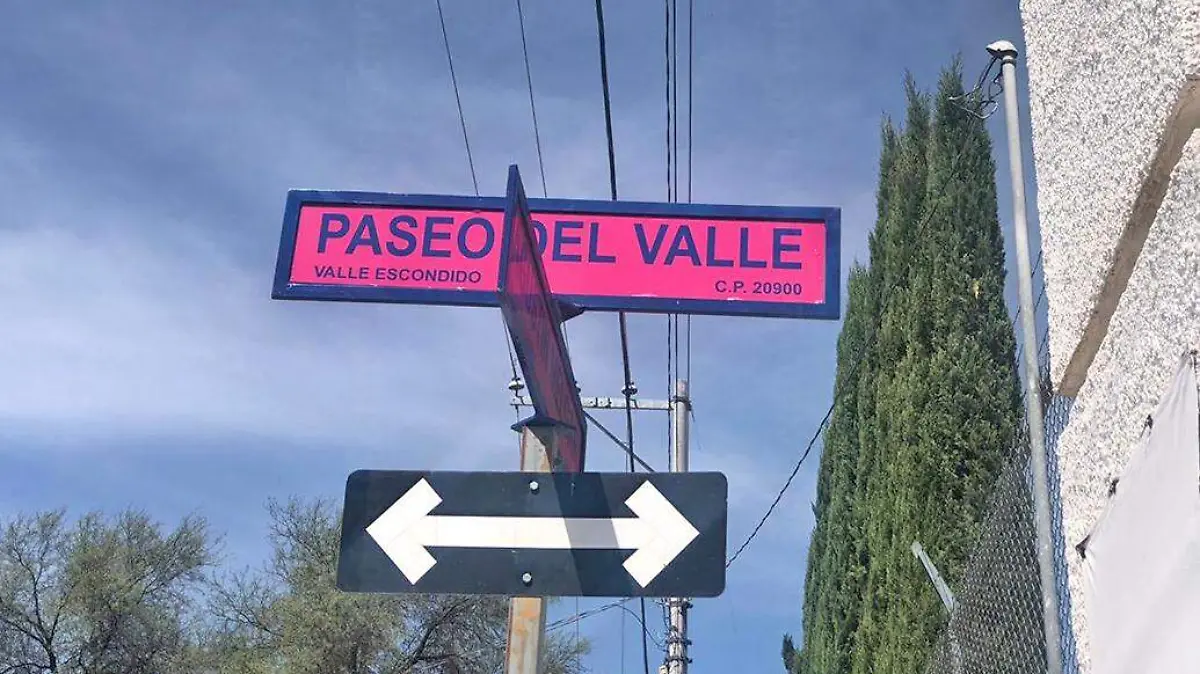 PASEO DEL VALLE
VALLE ESCONDIDO
C.P. 20900